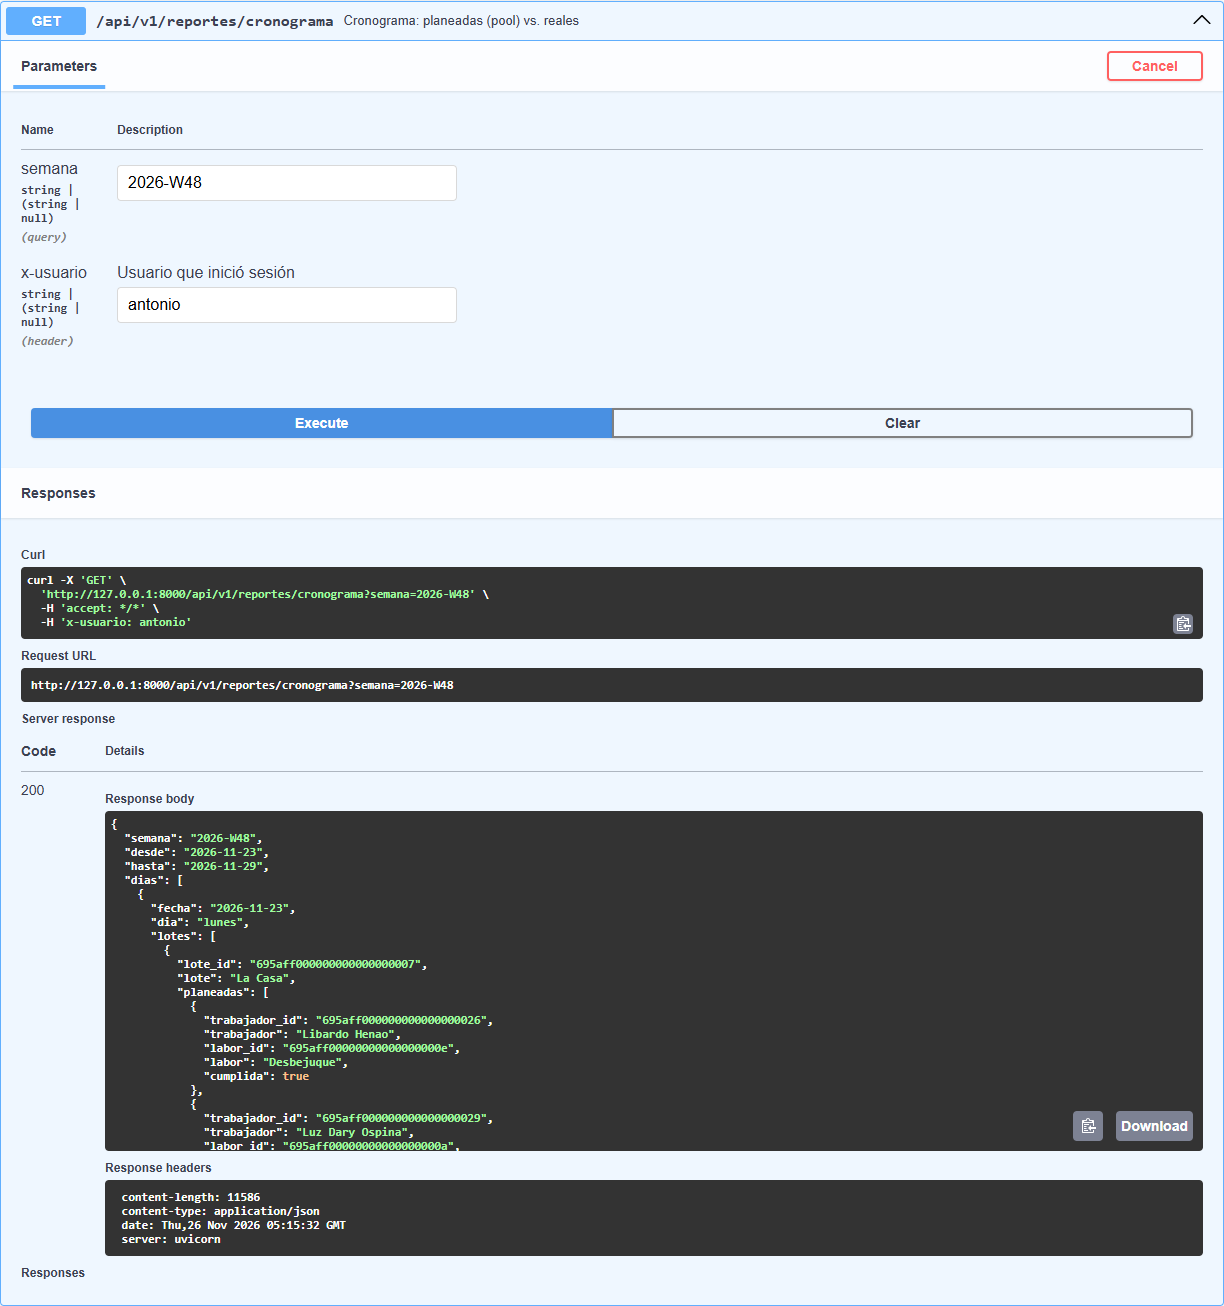 GET /api/v1/reportes/cronograma Cronograma: planeadas (pool) vs. reales
Parameters
Cancel
Name Description
semana
string |
(string |
null)
(query)
2026-W48
x-usuario
string |
(string |
null)
(header)
Usuario que inició sesión
antonio
Execute
Clear
Responses
Curl
curl -X 'GET' \
'http://127.0.0.1:8000/api/v1/reportes/cronograma?semana=2026-W48' \
-H 'accept: */*' \
-H 'x-usuario: antonio'
Request URL
http://127.0.0.1:8000/api/v1/reportes/cronograma?semana=2026-W48
Server response
Code Details
200
Response body
{
"semana": "2026-W48",
"desde": "2026-11-23",
"hasta": "2026-11-29",
"dias": [
{
"fecha": "2026-11-23",
"dia": "lunes",
"lotes": [
{
"lote_id": "695aff000000000000000007",
"lote": "La Casa",
"planeadas": [
{
"trabajador_id": "695aff000000000000000026",
"trabajador": "Libardo Henao",
"labor_id": "695aff00000000000000000e",
"labor": "Desbejuque",
"cumplida": true
},
{
"trabajador_id": "695aff000000000000000029",
"trabajador": "Luz Dary Ospina",
"labor_id": "695aff00000000000000000a",
Download
Response headers
content-length: 11586
content-type: application/json
date: Thu,26 Nov 2026 05:15:32 GMT
server: uvicorn
Responses